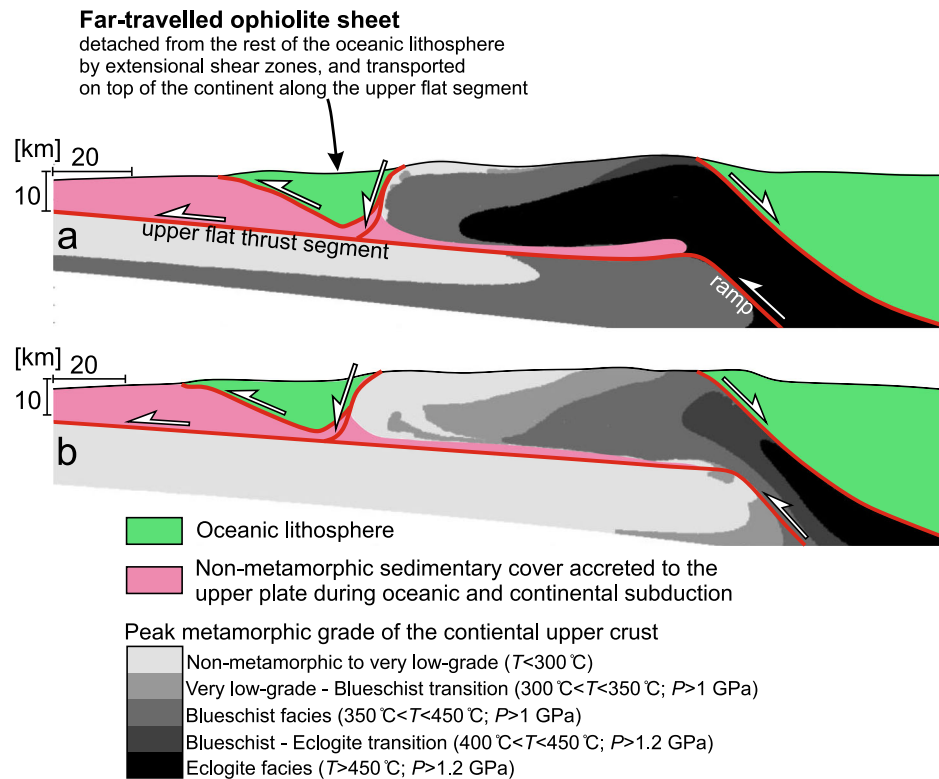 Far-travelled ophiolite sheet
detached from the rest of the oceanic lithosphere
by extensional shear zones, and transported
on top of the continent along the upper flat segment
[km]
20
10
upper flat thrust segment
a
ramp
[km]
20
10
b
Oceanic lithosphere
Non-metamorphic sedimentary cover accreted to the
upper plate during oceanic and continental subduction
Peak metamorphic grade of the contiental upper crust
Non-metamorphic to very low-grade (T<300℃)
Very low-grade - Blueschist transition (300℃<T<350℃; P>1 GPa)
Blueschist facies (350℃<T<450℃; P>1 GPa)
Blueschist - Eclogite transition (400℃<T<450℃; P>1.2 GPa)
Eclogite facies (T>450℃; P>1.2 GPa)